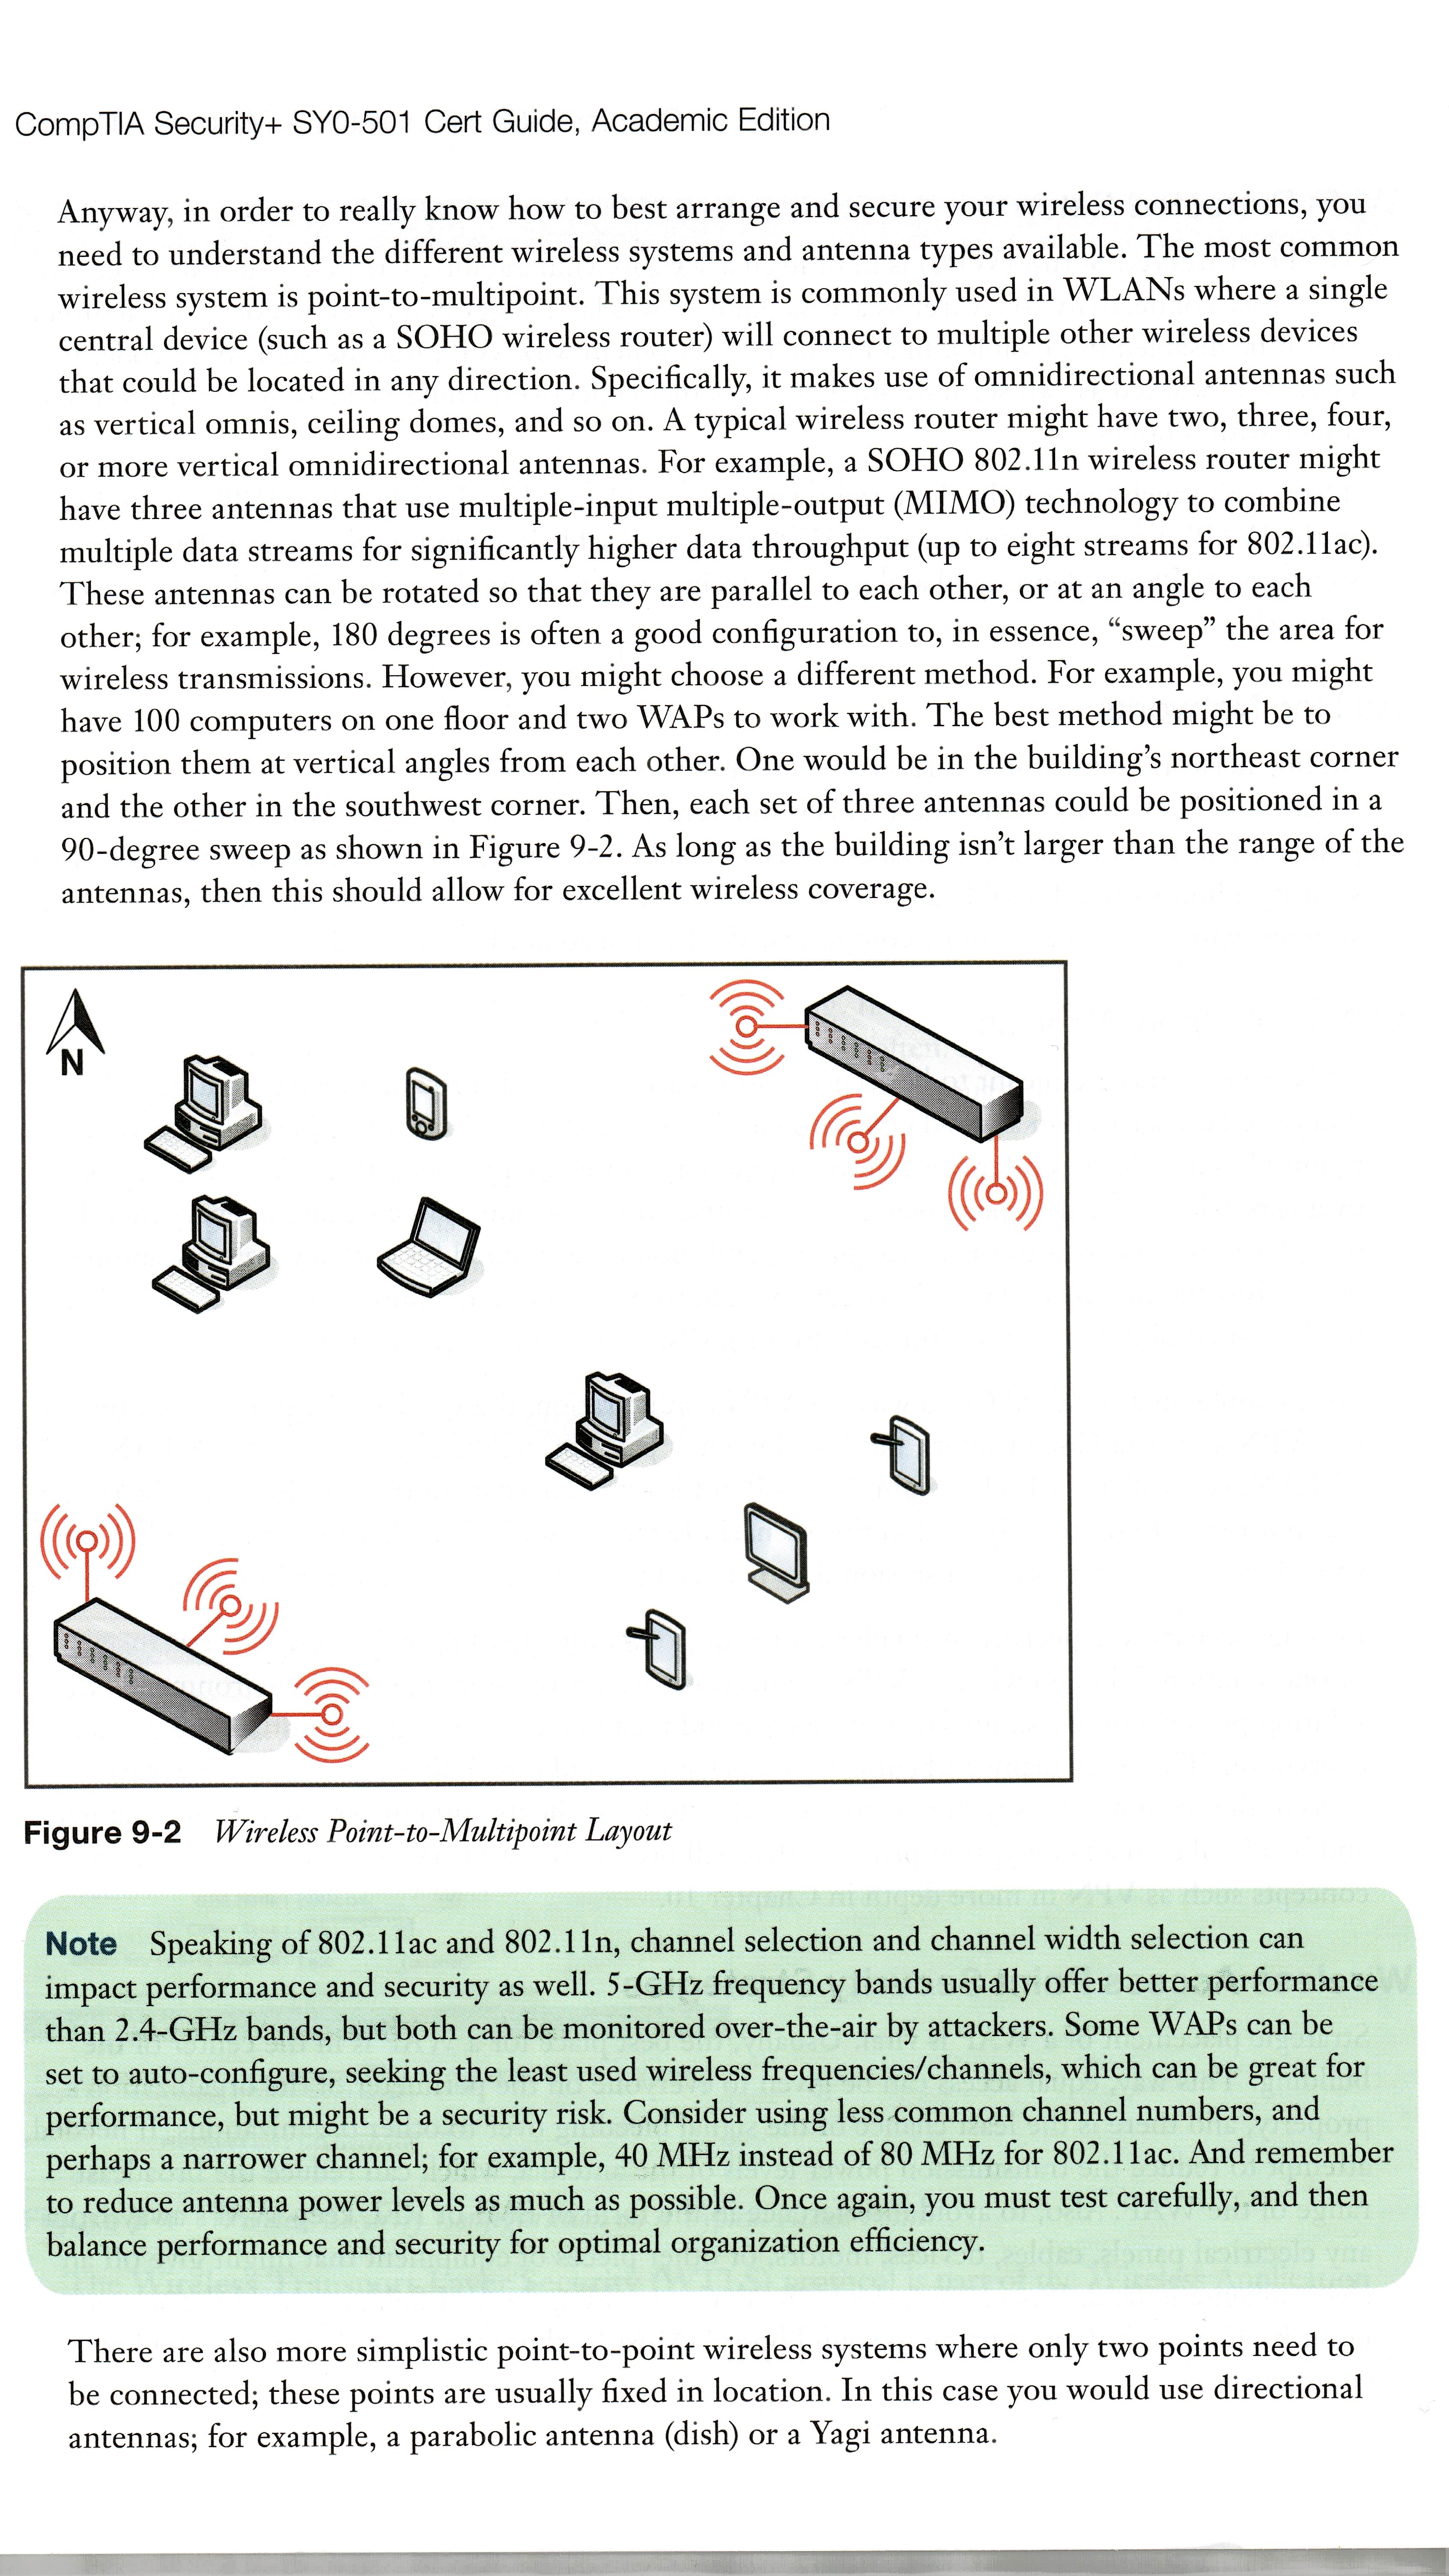 CompTIA Security+ SY0-501 Cert Guide, Academic Edition
Anyway, in order to really know how to best arrange and secure your wireless connections, you
need to understand the different wireless systems and antenna types available. The most common
wireless system is point-to-multipoint. This system is commonly used in WLANs where a single
central device (such as a SOHO wireless router) will connect to multiple other wireless devices
that could be located in any direction. Specifically, it makes use of omnidirectional antennas such
as vertical omnis, ceiling domes, and so on. A typical wireless router might have two, three, four,
or more vertical omnidirectional antennas. For example, a SOHO 802.11n wireless router might
have three antennas that use multiple-input multiple-output (MIMO) technology to combine
multiple data streams for significantly higher data throughput (up to eight streams for 802.11ac).
These antennas can be rotated so that they are parallel to each other, or at an angle to each
other; for example, 180 degrees is often a good configuration to, in essence, “sweep” the area for
wireless transmissions. However, you might choose a different method. For example, you might
have 100 computers on one floor and two WAPs to work with. The best method might be to
position them at vertical angles from each other. One would be in the building’s northeast corner
and the other in the southwest corner. Then, each set of three antennas could be positioned in a
90-degree sweep as shown in Figure 9-2. As long as the building isn’t larger than the range of the
antennas, then this should allow for excellent wireless coverage.
N
Figure 9-2 Wireless Point-to-Multipoint Layout
Note Speaking of 802.11ac and 802.11n, channel selection and channel width selection can
impact performance and security as well. 5-GHz frequency bands usually offer better performance
than 2.4-GHz bands, but both can be monitored over-the-air by attackers. Some WAPs can be
set to auto-configure, seeking the least used wireless frequencies/channels, which can be great for
performance, but might be a security risk. Consider using less common channel numbers, and
perhaps a narrower channel; for example, 40 MHz instead of 80 MHz for 802.11ac. And remember
to reduce antenna power levels as much as possible. Once again, you must test carefully, and then
balance performance and security for optimal organization efficiency.
There are also more simplistic point-to-point wireless systems where only two points need to
be connected; these points are usually fixed in location. In this case you would use directional
antennas; for example, a parabolic antenna (dish) or a Yagi antenna.